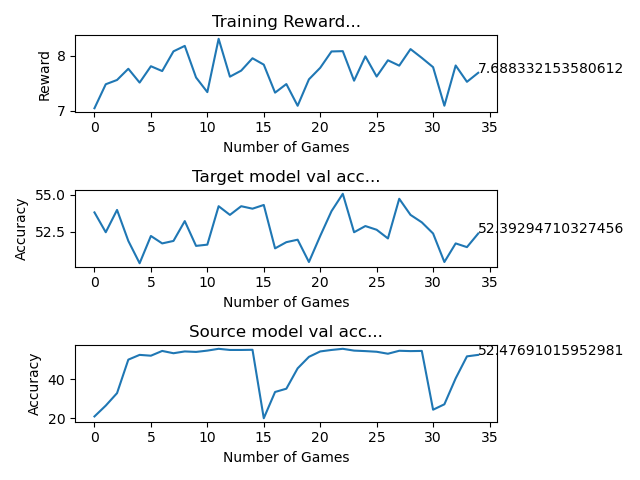 Training Reward...
8
7
Reward
7.688332153580612
0 5 10 15 20 25 30 35
Number of Games
Target model val acc...
55.0
52.5
Accuracy
52.39294710327456
0 5 10 15 20 25 30 35
Number of Games
Source model val acc...
40
20
Accuracy
52.47691015952981
0 5 10 15 20 25 30 35
Number of Games